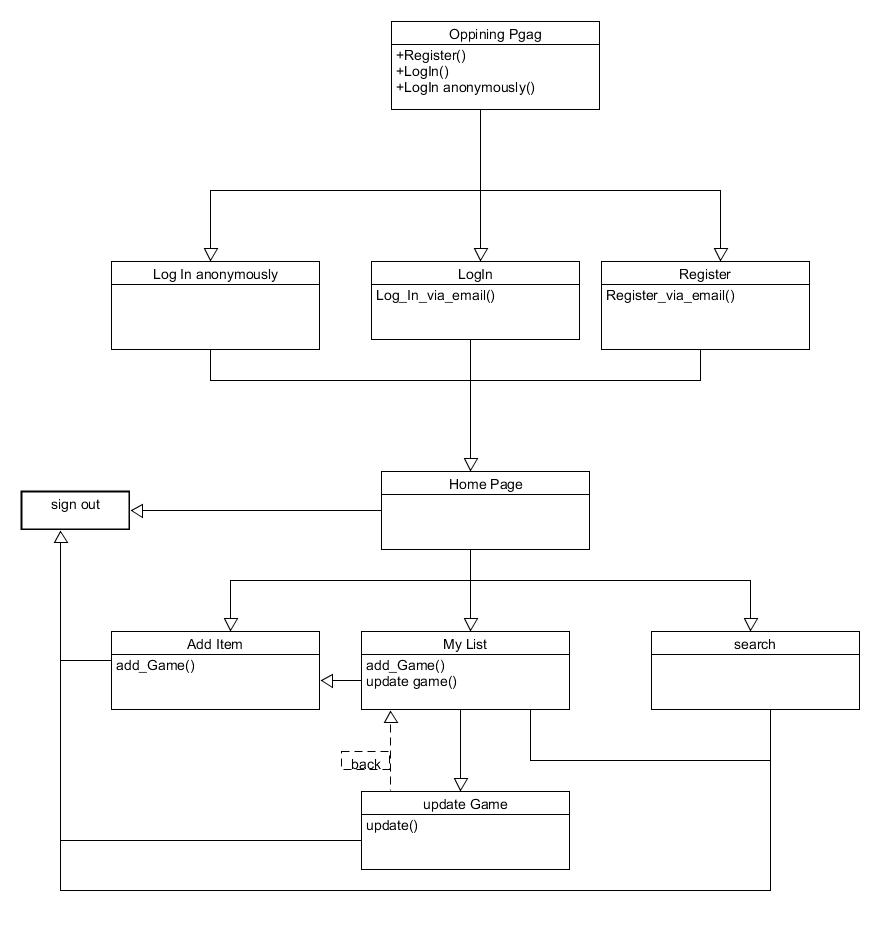 Oppining Pgag
+Register()
+LogIn()
+LogIn anonymously()
Log In anonymously
LogIn
Log_In_via_email()
Register
Register_via_email()
Home Page
sign out
Add Item
add_Game()
My List
add_Game()
update game()
search
back
update Game
update()